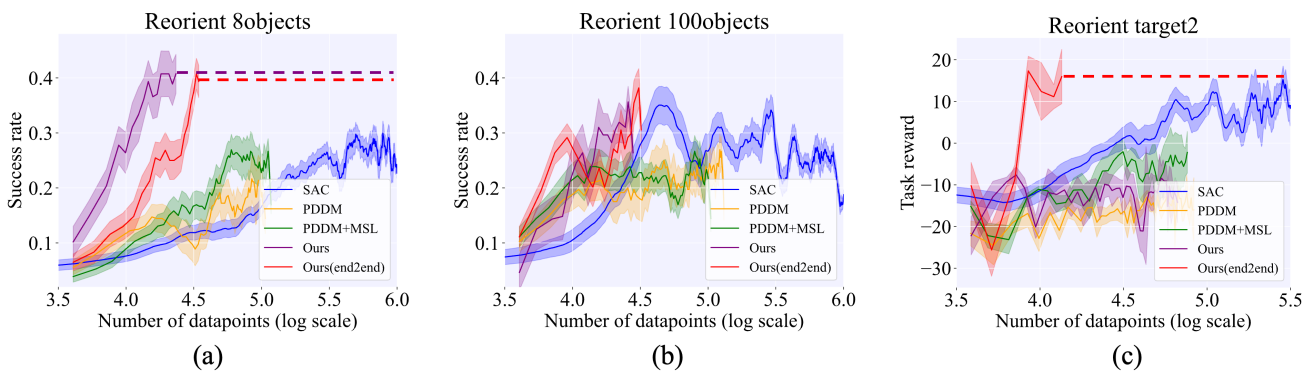 Reorient 8objects
Success rate
0.4
0.3
0.2
0.1
3.5 4.0 4.5 5.0 5.5 6.0
Number of datapoints (log scale)
SAC
PDDM
PDDM+MSL
Ours
Ours(end2end)
(a)
Reorient 100objects
Success rate
0.4
0.3
0.2
0.1
3.5 4.0 4.5 5.0 5.5 6.0
Number of datapoints (log scale)
SAC
PDDM
PDDM+MSL
Ours
Ours(end2end)
(b)
Reorient target2
Task reward
20
10
0
−10
−20
−30
3.5 4.0 4.5 5.0 5.5
Number of datapoints (log scale)
SAC
PDDM
PDDM+MSL
Ours
Ours(end2end)
(c)